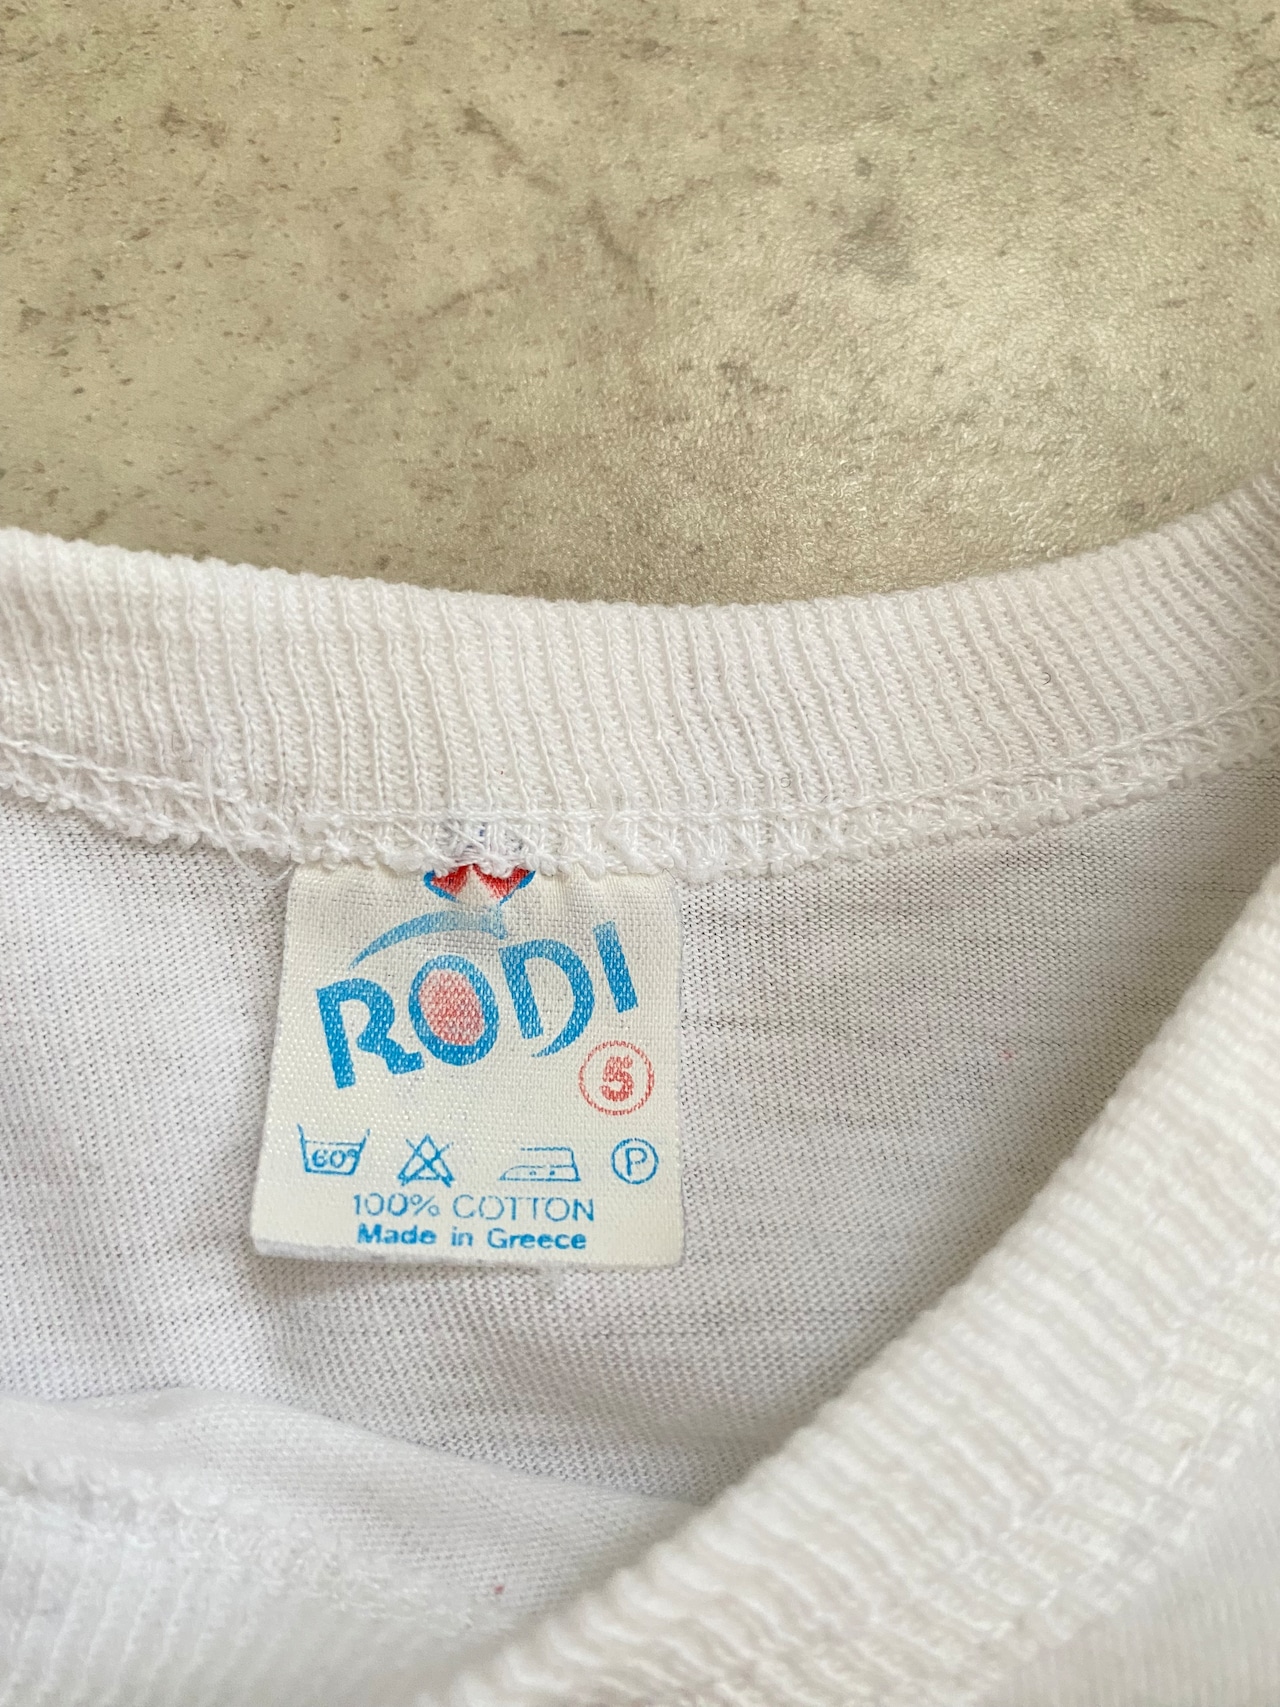 RODI
5
60° P
100% COTTON
Made in Greece